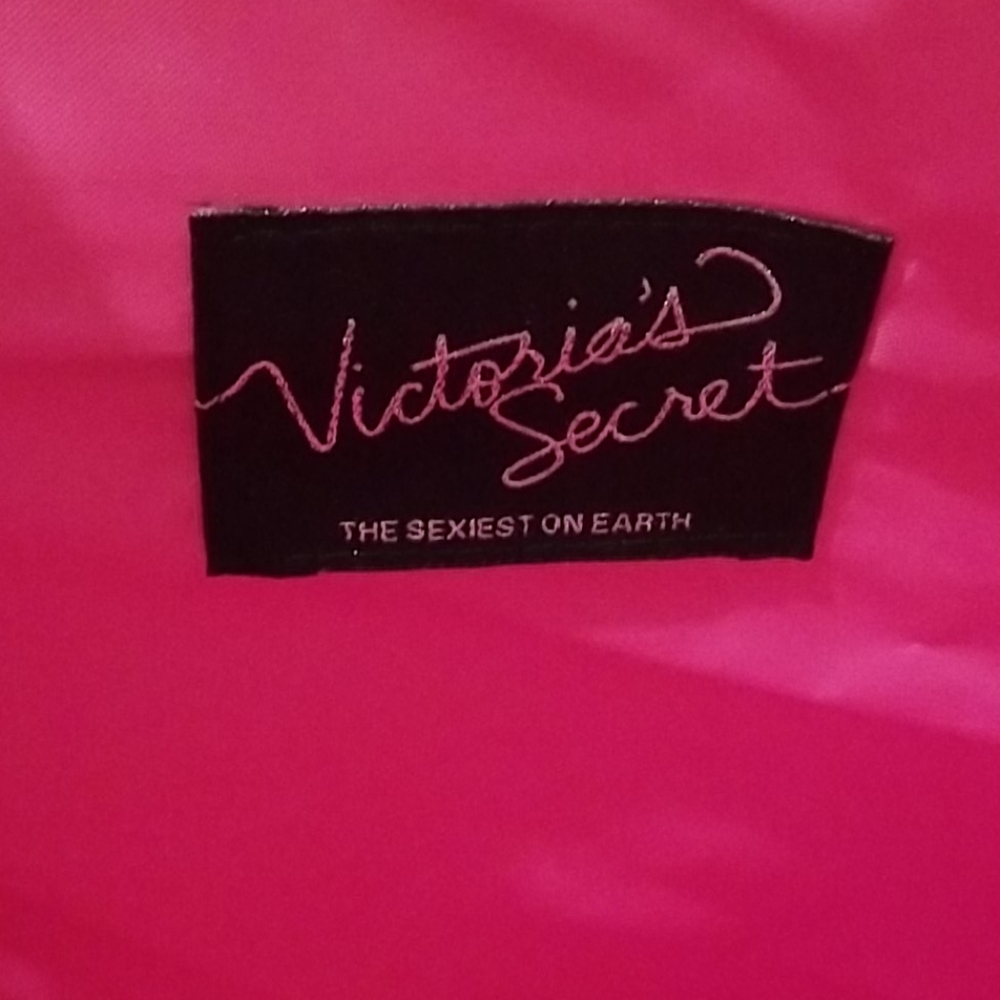 Victoria's
Secret
THE SEXIEST ON EARTH